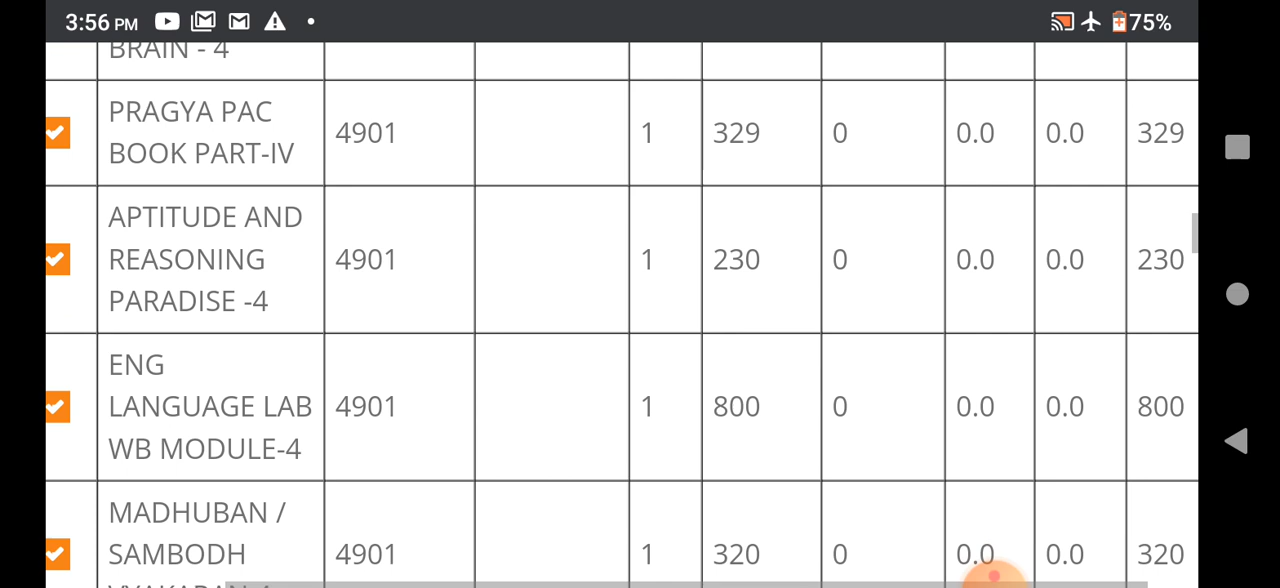 3:56 PM 75%
BRAIN - 4
PRAGYA PAC
BOOK PART-IV
4901 1 329 0 0.0 0.0 329
APTITUDE AND
REASONING
PARADISE -4
4901 1 230 0 0.0 0.0 230
ENG
LANGUAGE LAB
WB MODULE-4
4901 1 800 0 0.0 0.0 800
MADHUBAN /
SAMBODH
4901 1 320 0 0.0 0.0 320